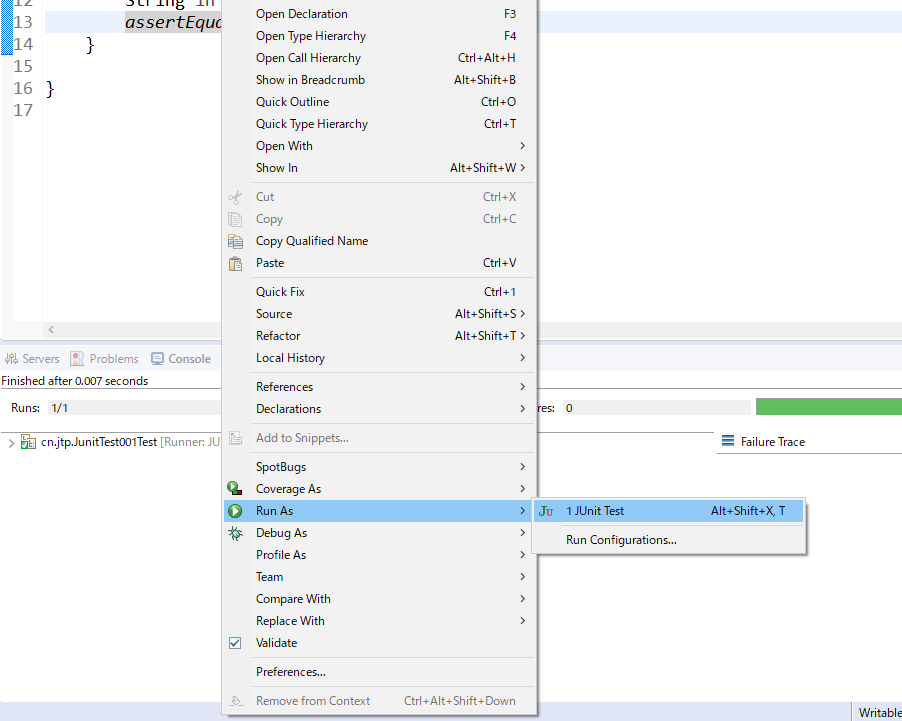 12 String in
13 assertEqua
14 }
15
16 }
17
Open Declaration F3
Open Type Hierarchy F4
Open Call Hierarchy Ctrl+Alt+H
Show in Breadcrumb Alt+Shift+B
Quick Outline Ctrl+O
Quick Type Hierarchy Ctrl+T
Open With >
Show In Alt+Shift+W >
Cut Ctrl+X
Copy Ctrl+C
Copy Qualified Name
Paste Ctrl+V
Quick Fix Ctrl+1
Source Alt+Shift+S >
Refactor Alt+Shift+T >
Local History >
References >
Declarations >
Add to Snippets...
SpotBugs >
Coverage As >
Run As >
Debug As >
Profile As >
Team >
Compare With >
Replace With >
Validate
Preferences...
Remove from Context Ctrl+Alt+Shift+Down
Ju 1 JUnit Test Alt+Shift+X, T
Run Configurations...
Servers Problems Console
Finished after 0.007 seconds
Runs: 1/1
res: 0
cn.jtp.JunitTest001Test [Runner: JU
Failure Trace
Writable